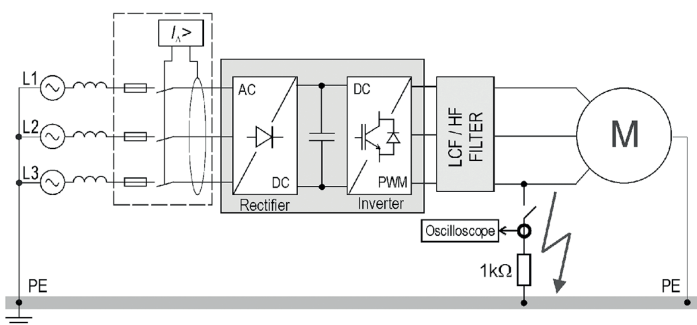 IΔ>
L1
L2
L3
AC
DC
Rectifier
DC
PWM
Inverter
LCF / HF
FILTER
M
Oscilloscope
1kΩ
PE
PE